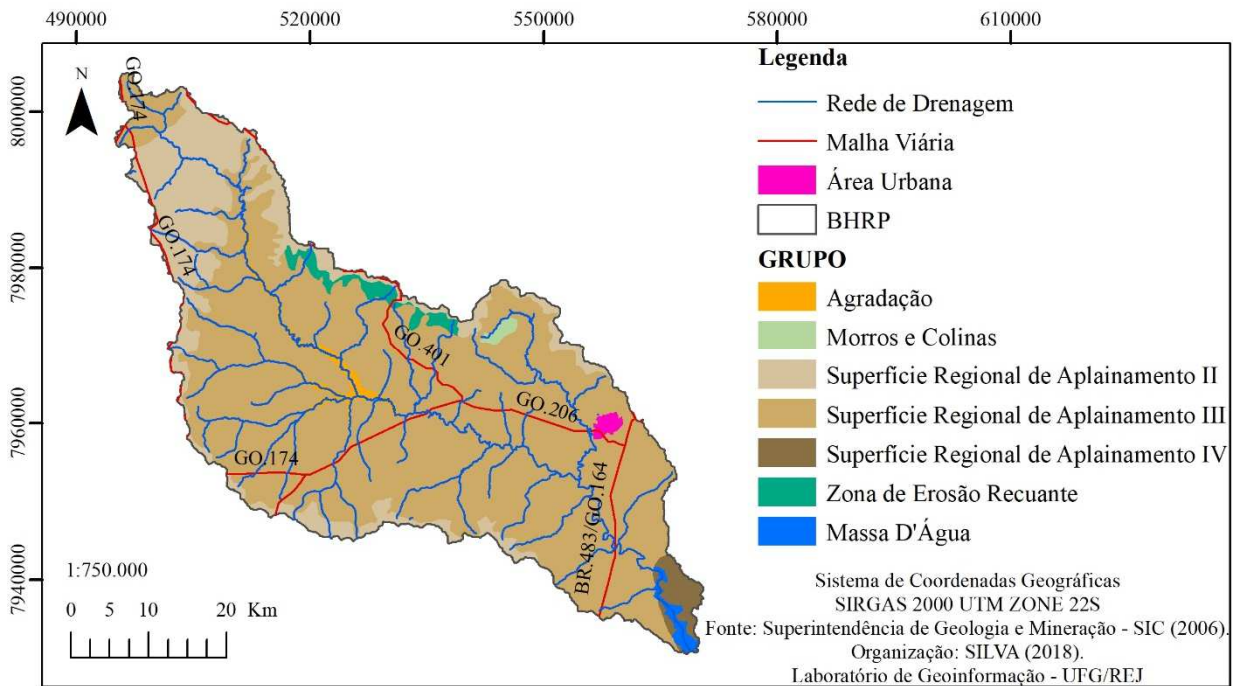 490000 520000 550000 580000 610000
8000000
7980000
7960000
7940000
N
GO.174
GO.174
GO.401
GO.206
GO.174
BR.483/GO.164
1:750.000
0 5 10 20 Km
Legenda
Rede de Drenagem
Malha Viária
Área Urbana
BHRP
GRUPO
Agradação
Morros e Colinas
Superfície Regional de Aplainamento II
Superfície Regional de Aplainamento III
Superfície Regional de Aplainamento IV
Zona de Erosão Recuante
Massa D'Água
Sistema de Coordenadas Geográficas
SIRGAS 2000 UTM ZONE 22S
Fonte: Superintendência de Geologia e Mineração - SIC (2006).
Organização: SILVA (2018).
Laboratório de Geoinformação - UFG/REJ